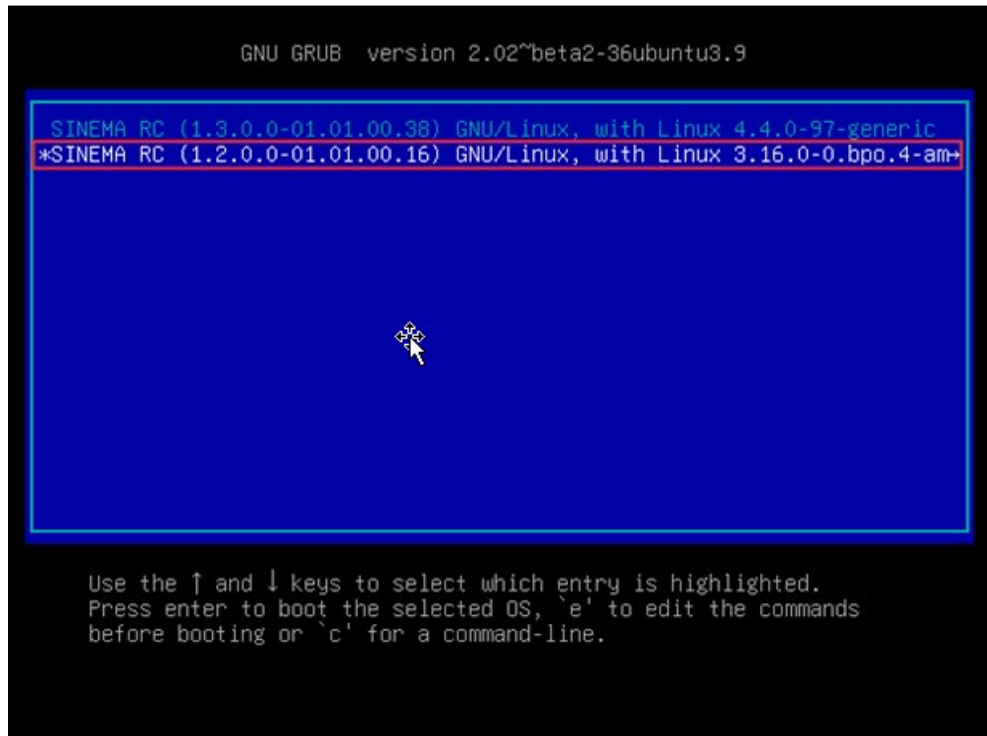 GNU GRUB version 2.02~beta2-36ubuntu3.9
SINEMA RC (1.3.0.0-01.01.00.38) GNU/Linux, with Linux 4.4.0-97-generic
*SINEMA RC (1.2.0.0-01.01.00.16) GNU/Linux, with Linux 3.16.0-0.bpo.4-am→
Use the ↑ and ↓ keys to select which entry is highlighted.
Press enter to boot the selected OS, `e' to edit the commands
before booting or `c' for a command-line.